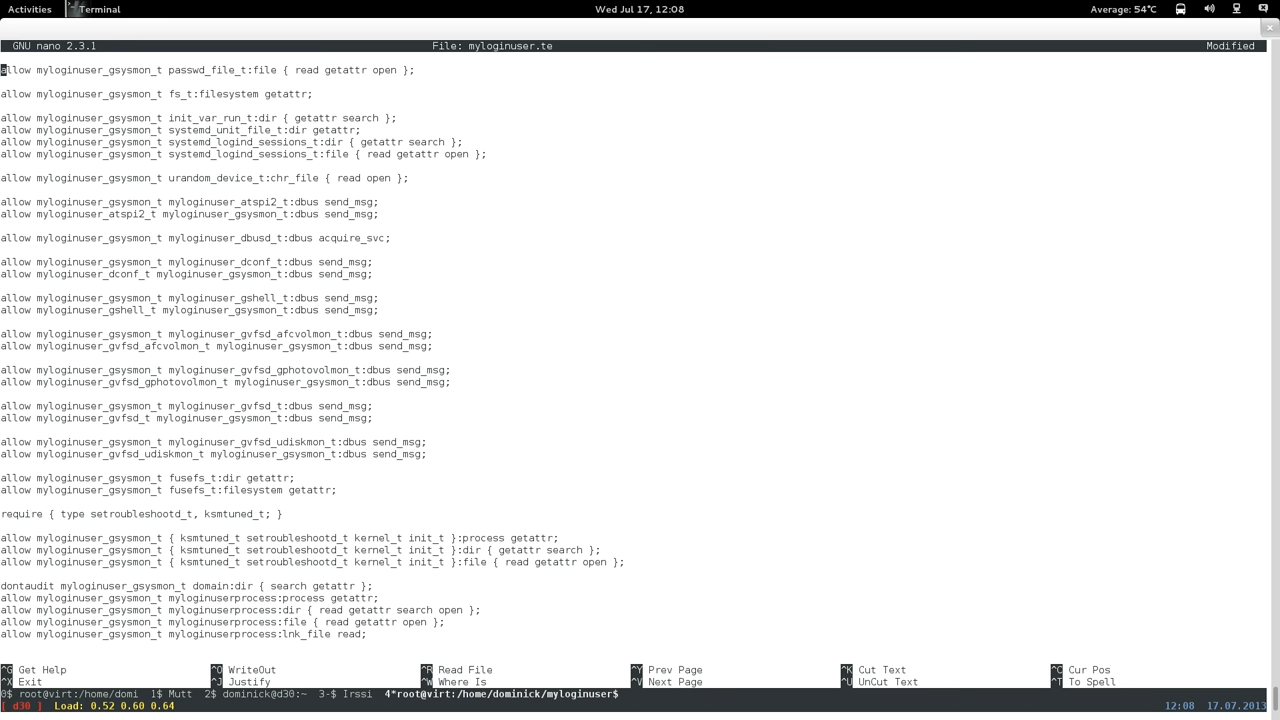 Activities Terminal Wed Jul 17, 12:08 Average: 54°C
GNU nano 2.3.1 File: myloginuser.te Modified
allow myloginuser_gsysmon_t passwd_file_t:file { read getattr open };
allow myloginuser_gsysmon_t fs_t:filesystem getattr;
allow myloginuser_gsysmon_t init_var_run_t:dir { getattr search };
allow myloginuser_gsysmon_t systemd_unit_file_t:dir getattr;
allow myloginuser_gsysmon_t systemd_logind_sessions_t:dir { getattr search };
allow myloginuser_gsysmon_t systemd_logind_sessions_t:file { read getattr open };
allow myloginuser_gsysmon_t urandom_device_t:chr_file { read open };
allow myloginuser_gsysmon_t myloginuser_atspi2_t:dbus send_msg;
allow myloginuser_atspi2_t myloginuser_gsysmon_t:dbus send_msg;
allow myloginuser_gsysmon_t myloginuser_dbusd_t:dbus acquire_svc;
allow myloginuser_gsysmon_t myloginuser_dconf_t:dbus send_msg;
allow myloginuser_dconf_t myloginuser_gsysmon_t:dbus send_msg;
allow myloginuser_gsysmon_t myloginuser_gshell_t:dbus send_msg;
allow myloginuser_gshell_t myloginuser_gsysmon_t:dbus send_msg;
allow myloginuser_gsysmon_t myloginuser_gvfsd_afcvolmon_t:dbus send_msg;
allow myloginuser_gvfsd_afcvolmon_t myloginuser_gsysmon_t:dbus send_msg;
allow myloginuser_gsysmon_t myloginuser_gvfsd_gphotovolmon_t:dbus send_msg;
allow myloginuser_gvfsd_gphotovolmon_t myloginuser_gsysmon_t:dbus send_msg;
allow myloginuser_gsysmon_t myloginuser_gvfsd_t:dbus send_msg;
allow myloginuser_gvfsd_t myloginuser_gsysmon_t:dbus send_msg;
allow myloginuser_gsysmon_t myloginuser_gvfsd_udiskmon_t:dbus send_msg;
allow myloginuser_gvfsd_udiskmon_t myloginuser_gsysmon_t:dbus send_msg;
allow myloginuser_gsysmon_t fusefs_t:dir getattr;
allow myloginuser_gsysmon_t fusefs_t:filesystem getattr;
require { type setroubleshootd_t, ksmtuned_t; }
allow myloginuser_gsysmon_t { ksmtuned_t setroubleshootd_t kernel_t init_t }:process getattr;
allow myloginuser_gsysmon_t { ksmtuned_t setroubleshootd_t kernel_t init_t }:dir { getattr search };
allow myloginuser_gsysmon_t { ksmtuned_t setroubleshootd_t kernel_t init_t }:file { read getattr open };
dontaudit myloginuser_gsysmon_t domain:dir { search getattr };
allow myloginuser_gsysmon_t myloginuserprocess:process getattr;
allow myloginuser_gsysmon_t myloginuserprocess:dir { read getattr search open };
allow myloginuser_gsysmon_t myloginuserprocess:file { read getattr open };
allow myloginuser_gsysmon_t myloginuserprocess:lnk_file read;
^G Get Help ^O WriteOut ^R Read File ^Y Prev Page ^K Cut Text ^C Cur Pos
^X Exit ^J Justify ^W Where Is ^V Next Page ^U UnCut Text ^T To Spell
0$ root@virt:/home/domi 1$ Mutt 2$ dominick@d30:~ 3-$ Irssi 4*root@virt:/home/dominick/myloginuser$
[ d30 ] Load: 0.52 0.60 0.64 12:08 17.07.2013